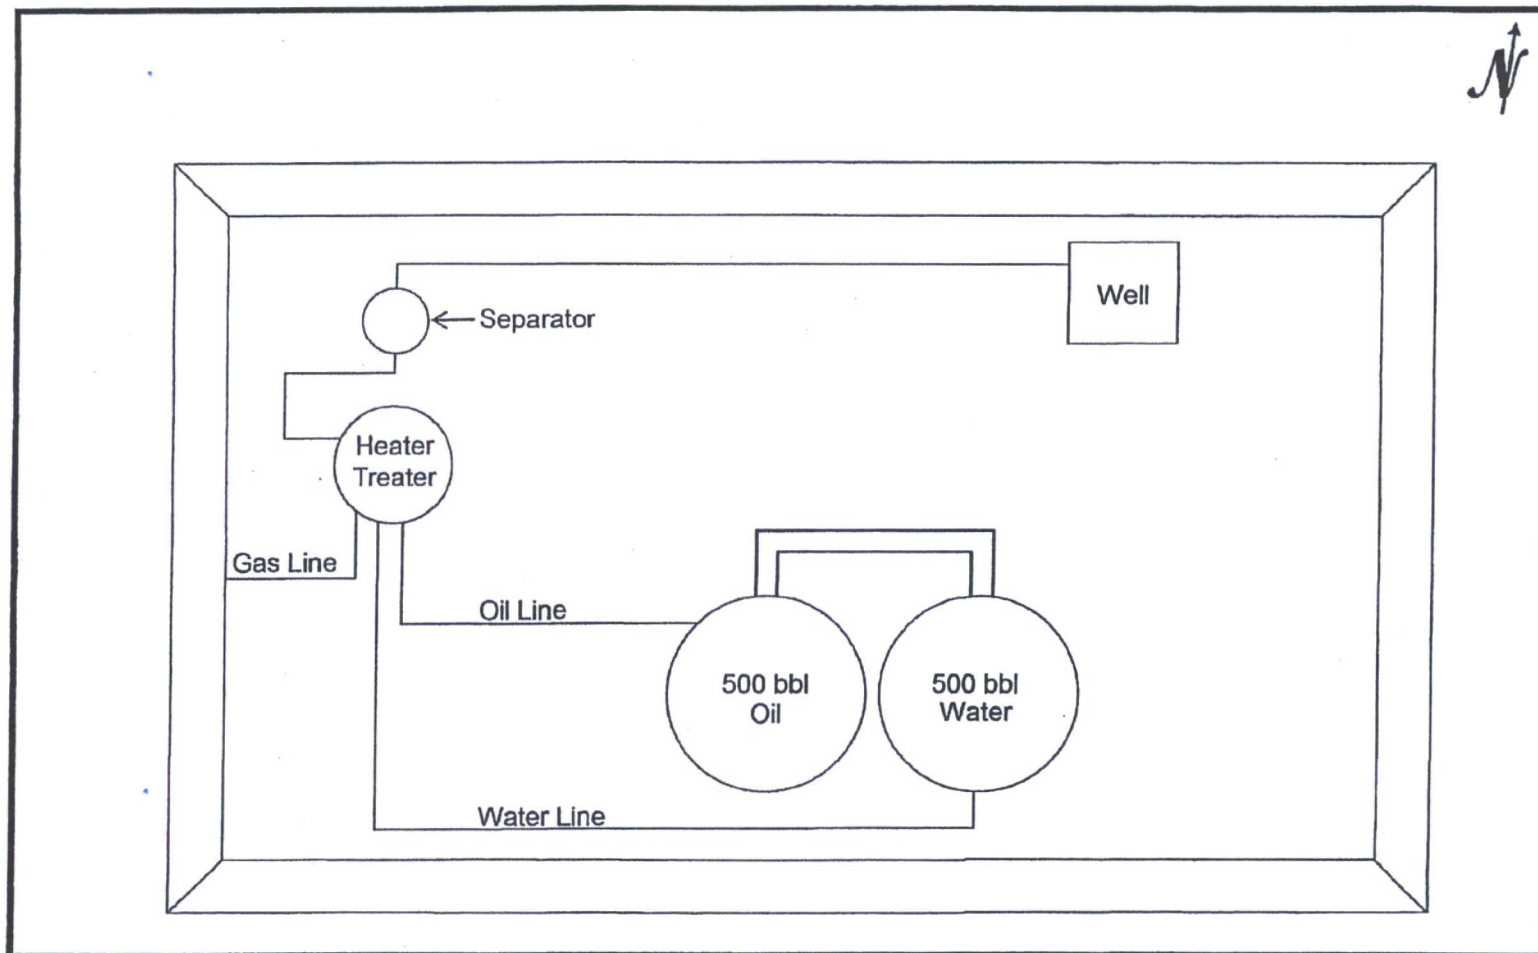 N
Well
Separator
Heater
Treater
Gas Line
Oil Line
500 bbl
Oil
500 bbl
Water
Water Line